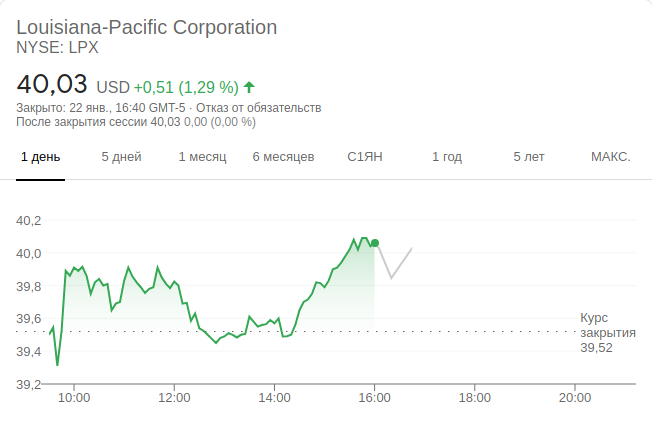 Louisiana-Pacific Corporation
NYSE: LPX
40,03 USD +0,51 (1,29 %)
Закрыто: 22 янв., 16:40 GMT-5 · Отказ от обязательств
После закрытия сессии 40,03 0,00 (0,00 %)
1 день 5 дней 1 месяц 6 месяцев С1ЯН 1 год 5 лет МАКС.
40,2
40,0
39,8
39,6
39,4
39,2
Курс
закрытия
39,52
10:00 12:00 14:00 16:00 18:00 20:00